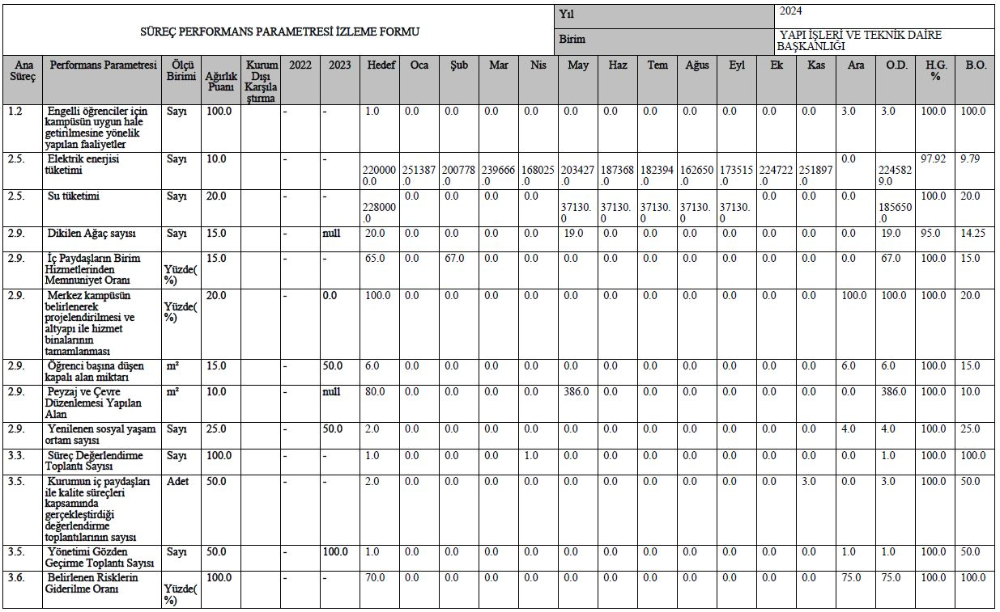 SÜREÇ PERFORMANS PARAMETRESİ İZLEME FORMU
Yıl 2024
Birim YAPI İŞLERİ VE TEKNİK DAİRE
BAŞKANLIĞI
Ana Süreç Performans Parametresi Ölçü Birimi Ağırlık Puanı Kurum Dışı Karşıla ştırma 2022 2023 Hedef Oca Şub Mar Nis May Haz Tem Ağus Eyl Ek Kas Ara O.D. H.G. % B.O.
1.2 Engelli öğrenciler için Sayı 100.0 - - 1.0 0.0 0.0 0.0 0.0 0.0 0.0 0.0 0.0 0.0 0.0 0.0 3.0 3.0 100.0 100.0
kampüsün uygun hale
getirilmesine yönelik
yapılan faaliyetler
2.5. Elektrik enerjisi Sayı 10.0 - - 0.0 97.92 9.79
tüketimi 220000 251387 200778 239666 168025 203427 187368 182394 162650 173515 224722 251897 224582
0.0 .0 .0 .0 .0 .0 .0 .0 .0 .0 .0 .0 9.0
2.5. Su tüketimi Sayı 20.0 - - 0.0 0.0 0.0 0.0 0.0 0.0 0.0 100.0 20.0
228000 37130. 37130. 37130. 37130. 37130. 185650
.0 0 0 0 0 0 .0
2.9. Dikilen Ağaç sayısı Sayı 15.0 - null 20.0 0.0 0.0 0.0 0.0 19.0 0.0 0.0 0.0 0.0 0.0 0.0 0.0 19.0 95.0 14.25
2.9. İç Paydaşların Birim 15.0 - - 65.0 0.0 67.0 0.0 0.0 0.0 0.0 0.0 0.0 0.0 0.0 0.0 0.0 67.0 100.0 15.0
Hizmetlerinden Yüzde(
Memnuniyet Oranı %)
2.9. Merkez kampüsün 20.0 - 0.0 100.0 0.0 0.0 0.0 0.0 0.0 0.0 0.0 0.0 0.0 0.0 0.0 100.0 100.0 100.0 20.0
belirlenerek Yüzde(
projelendirilmesi ve %)
altyapı ile hizmet
binalarının
tamamlanması
2.9. Öğrenci başına düşen m² 15.0 - 50.0 6.0 0.0 0.0 0.0 0.0 0.0 0.0 0.0 0.0 0.0 0.0 0.0 6.0 6.0 100.0 15.0
kapalı alan miktarı
2.9. Peyzaj ve Çevre m² 10.0 - null 80.0 0.0 0.0 0.0 0.0 386.0 0.0 0.0 0.0 0.0 0.0 0.0 0.0 386.0 100.0 10.0
Düzenlemesi Yapılan
Alan
2.9. Yenilenen sosyal yaşam Sayı 25.0 - 50.0 2.0 0.0 0.0 0.0 0.0 0.0 0.0 0.0 0.0 0.0 0.0 0.0 4.0 4.0 100.0 25.0
ortam sayısı
3.3. Süreç Değerlendirme Sayı 100.0 - - 1.0 0.0 0.0 0.0 1.0 0.0 0.0 0.0 0.0 0.0 0.0 0.0 0.0 1.0 100.0 100.0
Toplantı Sayısı
3.5. Kurumun iç paydaşları Adet 50.0 - - 2.0 0.0 0.0 0.0 0.0 0.0 0.0 0.0 0.0 0.0 0.0 3.0 0.0 3.0 100.0 50.0
ile kalite süreçleri
kapsamında
gerçekleştirdiği
değerlendirme
toplantılarının sayısı
3.5. Yönetimi Gözden Sayı 50.0 - 100.0 1.0 0.0 0.0 0.0 0.0 0.0 0.0 0.0 0.0 0.0 0.0 0.0 1.0 1.0 100.0 50.0
Geçirme Toplantı Sayısı
3.6. Belirlenen Risklerin 100.0 - - 70.0 0.0 0.0 0.0 0.0 0.0 0.0 0.0 0.0 0.0 0.0 0.0 75.0 75.0 100.0 100.0
Giderilme Oranı Yüzde(
%)